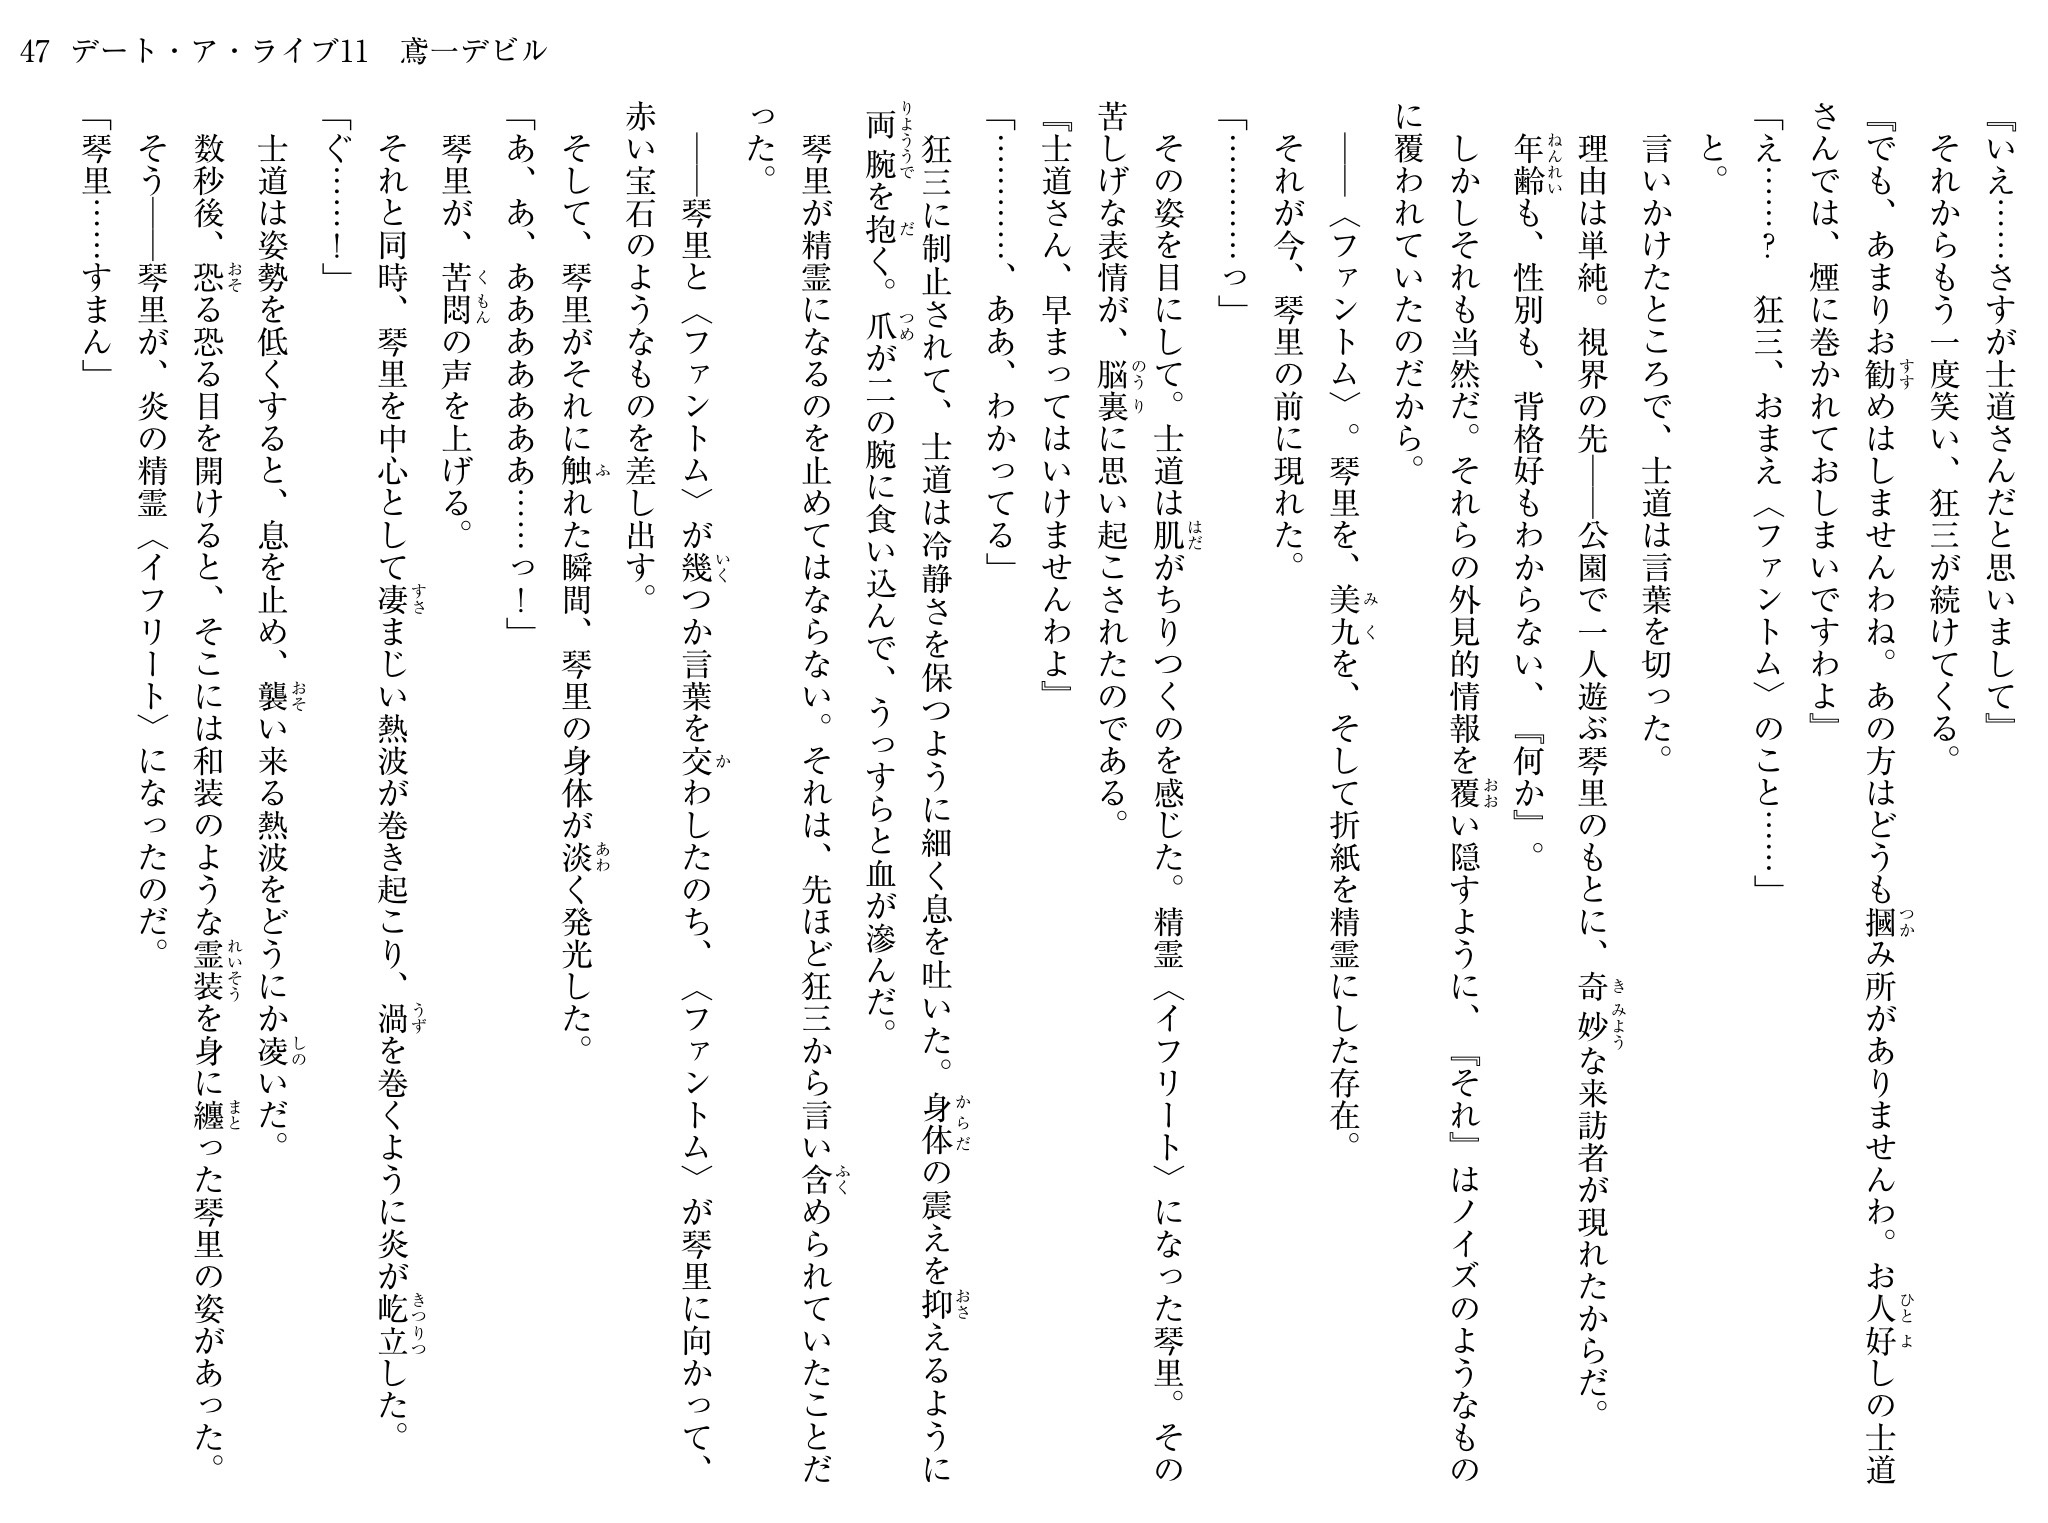 47 デート・ア・ライブ11　鳶一デビル
『いえ……さすが士道さんだと思いまして』
　それからもう一度笑い、狂三が続けてくる。
『でも、あまりお勧めはしませんわね。あの方はどうも摑み所がありませんわ。お人好しの士道
さんでは、煙に巻かれておしまいですわよ』
「え……？　狂三、おまえ〈ファントム〉のこと……」
　と。
　言いかけたところで、士道は言葉を切った。
　理由は単純。視界の先――公園で一人遊ぶ琴里のもとに、奇妙な来訪者が現れたからだ。
　年齢も、性別も、背格好もわからない、『何か』。
　しかしそれも当然だ。それらの外見的情報を覆い隠すように、『それ』はノイズのようなもの
に覆われていたのだから。
　――〈ファントム〉。琴里を、美九を、そして折紙を精霊にした存在。
　それが今、琴里の前に現れた。
「…………っ」
　その姿を目にして。士道は肌がちりつくのを感じた。精霊〈イフリート〉になった琴里。その
苦しげな表情が、脳裏に思い起こされたのである。
『士道さん、早まってはいけませんわよ』
「…………、ああ、わかってる」
　狂三に制止されて、士道は冷静さを保つように細く息を吐いた。身体の震えを抑えるように
両腕を抱く。爪が二の腕に食い込んで、うっすらと血が滲んだ。
　琴里が精霊になるのを止めてはならない。それは、先ほど狂三から言い含められていたことだ
った。
　――琴里と〈ファントム〉が幾つか言葉を交わしたのち、〈ファントム〉が琴里に向かって、
赤い宝石のようなものを差し出す。
　そして、琴里がそれに触れた瞬間、琴里の身体が淡く発光した。
「あ、あ、あああああああ……っ！」
　琴里が、苦悶の声を上げる。
　それと同時、琴里を中心として凄まじい熱波が巻き起こり、渦を巻くように炎が屹立した。
「ぐ……！」
　士道は姿勢を低くすると、息を止め、襲い来る熱波をどうにか凌いだ。
　数秒後、恐る恐る目を開けると、そこには和装のような霊装を身に纏った琴里の姿があった。
　そう――琴里が、炎の精霊〈イフリート〉になったのだ。
「琴里……すまん」